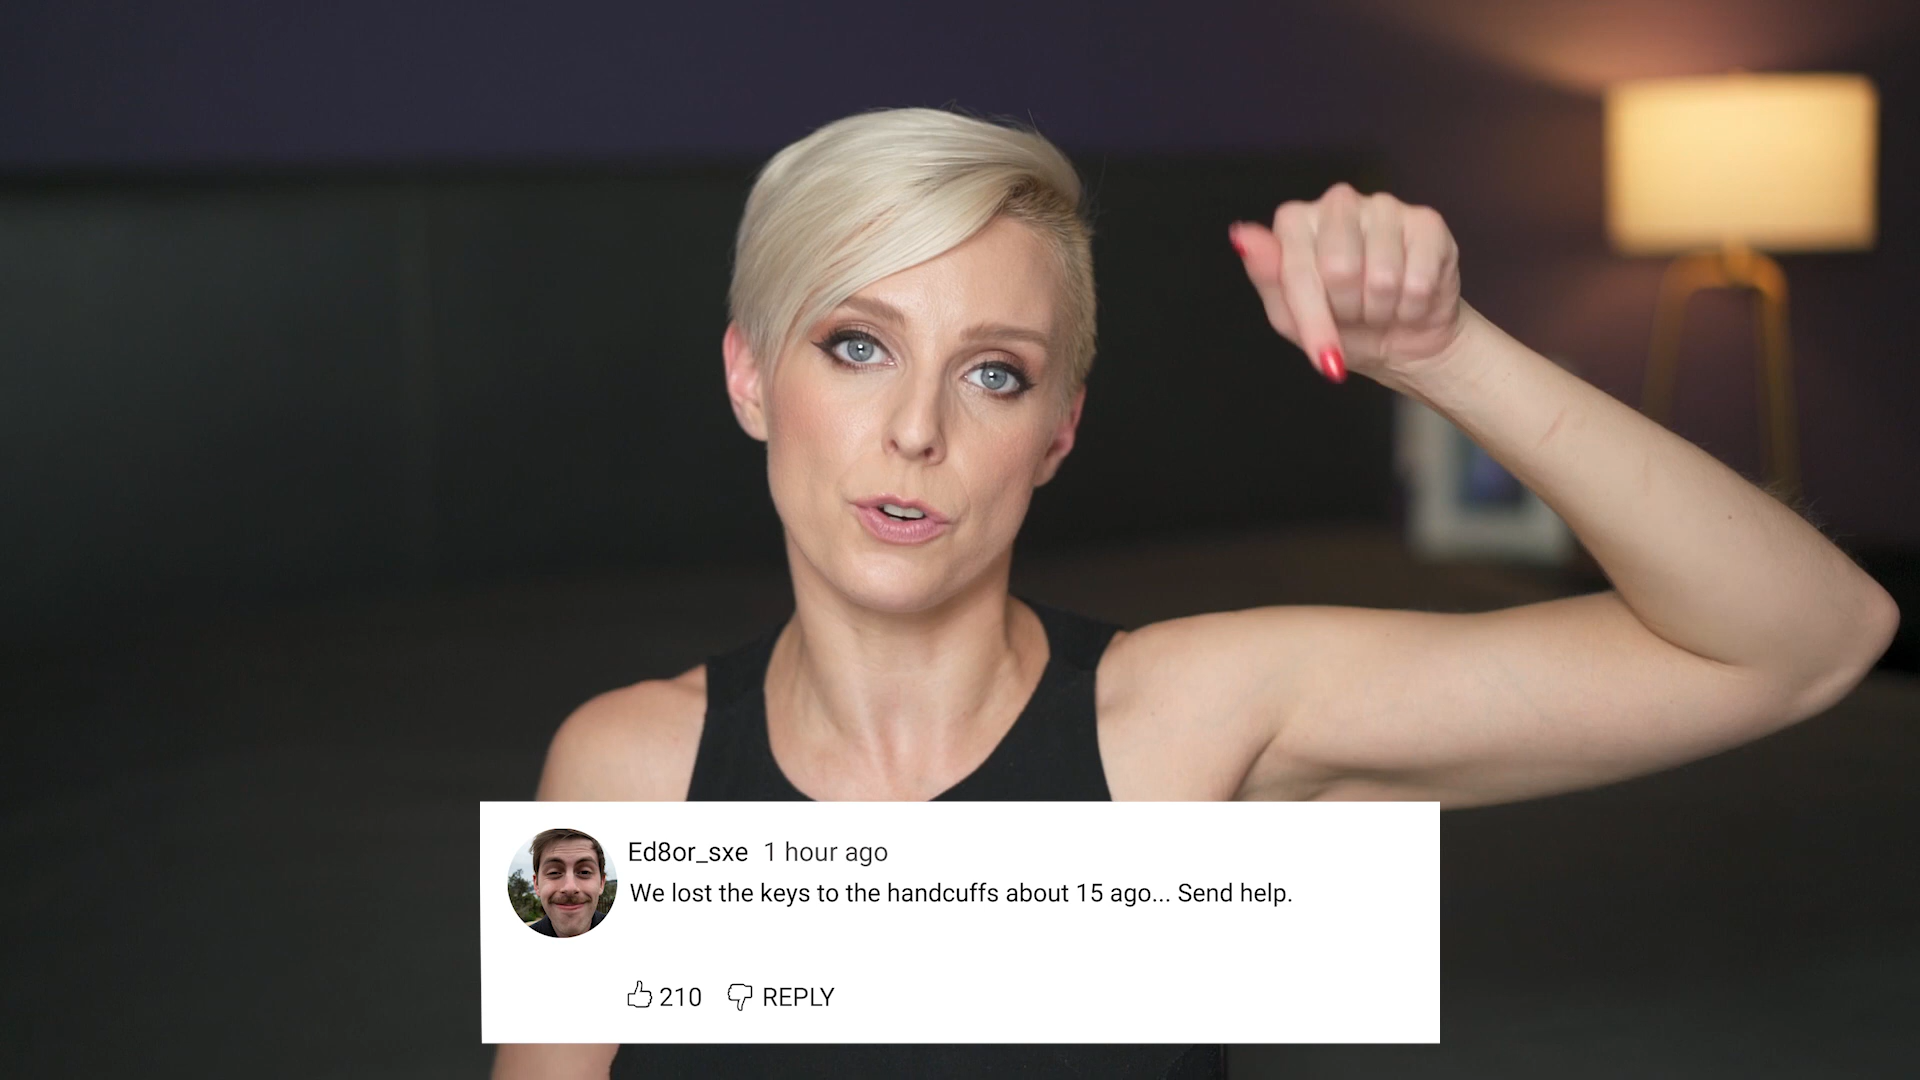 Ed8or_sxe 1 hour ago
We lost the keys to the handcuffs about 15 ago... Send help.
210 REPLY